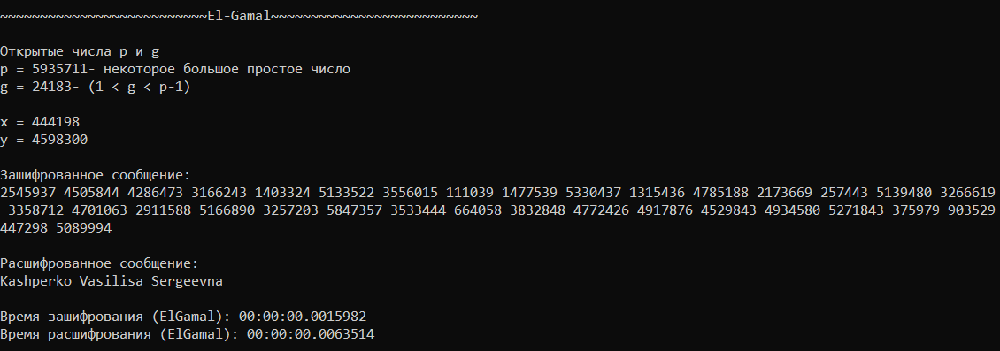 ~~~~~~~~~~~~~~~~~~~~~~~~~~El-Gamal~~~~~~~~~~~~~~~~~~~~~~~~~~
Открытые числа p и g
p = 5935711- некоторое большое простое число
g = 24183- (1 < g < p-1)
x = 444198
y = 4598300
Зашифрованное сообщение:
2545937 4505844 4286473 3166243 1403324 5133522 3556015 111039 1477539 5330437 1315436 4785188 2173669 257443 5139480 3266619
3358712 4701063 2911588 5166890 3257203 5847357 3533444 664058 3832848 4772426 4917876 4529843 4934580 5271843 375979 903529
447298 5089994
Расшифрованное сообщение:
Kashperko Vasilisa Sergeevna
Время зашифрования (ElGamal): 00:00:00.0015982
Время расшифрования (ElGamal): 00:00:00.0063514